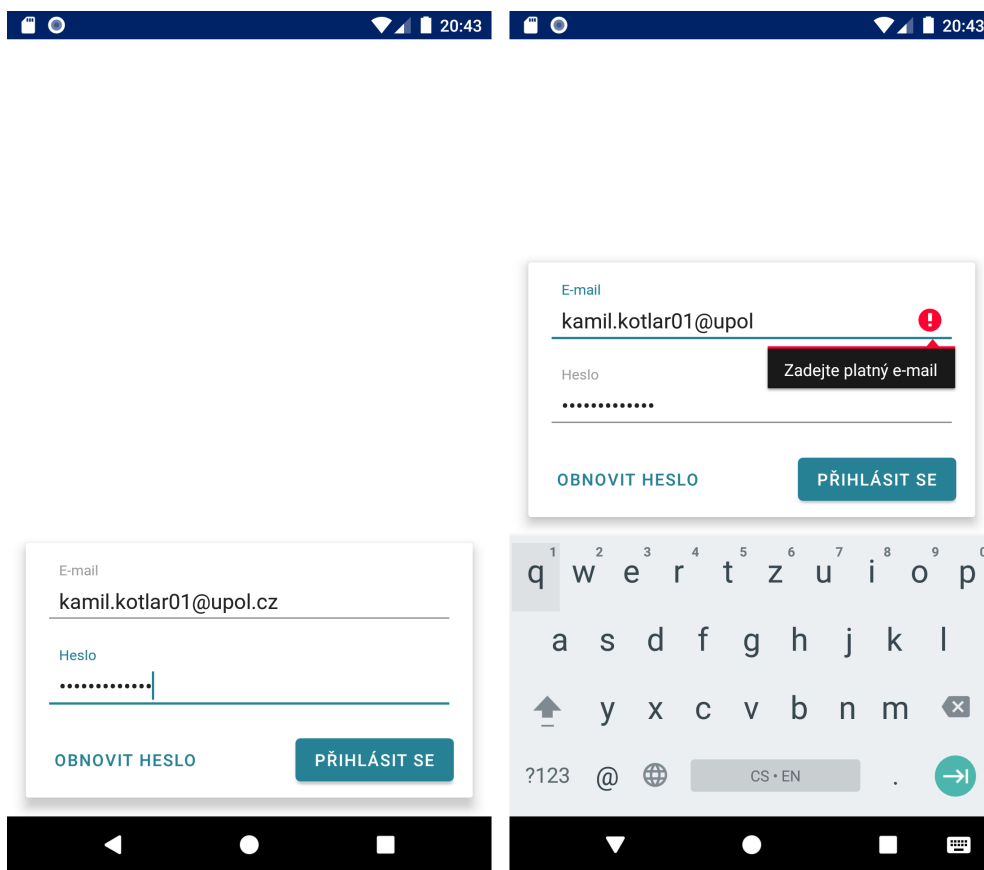 20:43
E-mail
kamil.kotlar01@upol.cz
Heslo
•••••••••••••
OBNOVIT HESLO
PŘIHLÁSIT SE
20:43
E-mail
kamil.kotlar01@upol
Zadejte platný e-mail
Heslo
•••••••••••••
OBNOVIT HESLO
PŘIHLÁSIT SE
1 2 3 4 5 6 7 8 9 0
q w e r t z u i o p
a s d f g h j k l
y x c v b n m
?123 @ CS • EN .